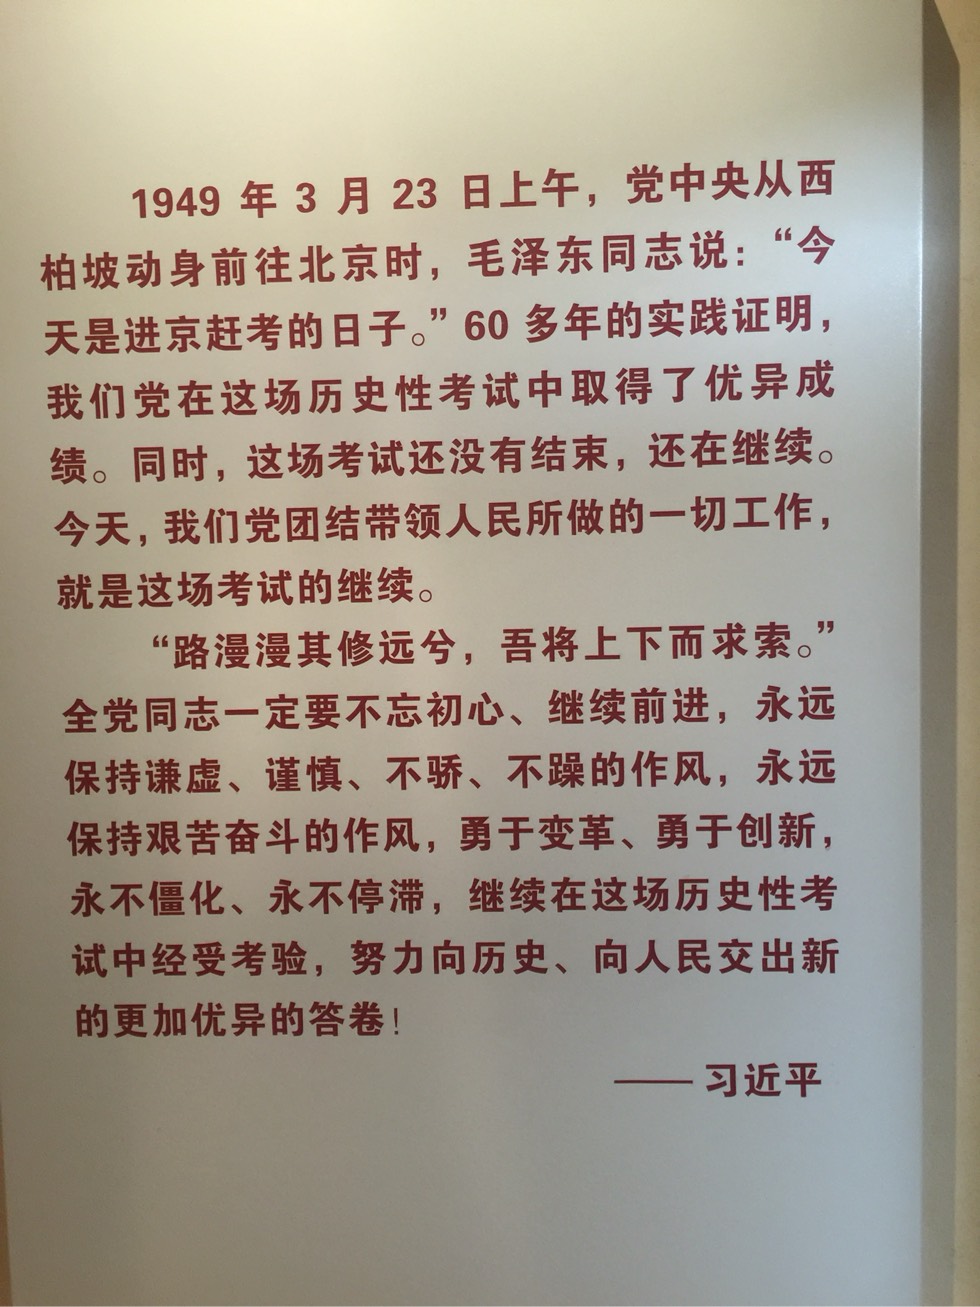 1949 年 3 月 23 日上午，党中央从西
柏坡动身前往北京时，毛泽东同志说：“今
天是进京赶考的日子。”60 多年的实践证明，
我们党在这场历史性考试中取得了优异成
绩。同时，这场考试还没有结束，还在继续。
今天，我们党团结带领人民所做的一切工作，
就是这场考试的继续。
“路漫漫其修远兮，吾将上下而求索。”
全党同志一定要不忘初心、继续前进，永远
保持谦虚、谨慎、不骄、不躁的作风，永远
保持艰苦奋斗的作风，勇于变革、勇于创新，
永不僵化、永不停滞，继续在这场历史性考
试中经受考验，努力向历史、向人民交出新
的更加优异的答卷！
——习近平